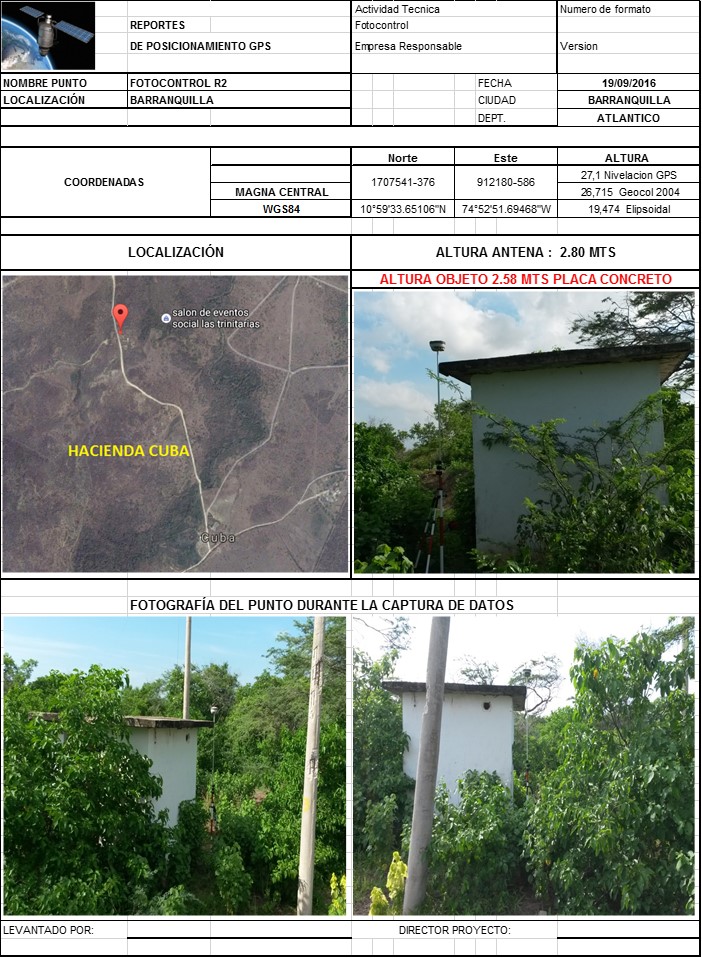 Actividad Tecnica
Numero de formato
REPORTES
Fotocontrol
DE POSICIONAMIENTO GPS
Empresa Responsable
Version
NOMBRE PUNTO
FOTOCONTROL R2
FECHA
19/09/2016
LOCALIZACIÓN
BARRANQUILLA
CIUDAD
BARRANQUILLA
DEPT.
ATLANTICO
COORDENADAS
Norte
Este
ALTURA
1707541-376
912180-586
27,1 Nivelacion GPS
MAGNA CENTRAL
26,715 Geocol 2004
WGS84
10°59'33.65106"N
74°52'51.69468"W
19,474 Elipsoidal
LOCALIZACIÓN
ALTURA ANTENA : 2.80 MTS
ALTURA OBJETO 2.58 MTS PLACA CONCRETO
salon de eventos
social las trinitarias
HACIENDA CUBA
Cuba
FOTOGRAFÍA DEL PUNTO DURANTE LA CAPTURA DE DATOS
LEVANTADO POR:
DIRECTOR PROYECTO: